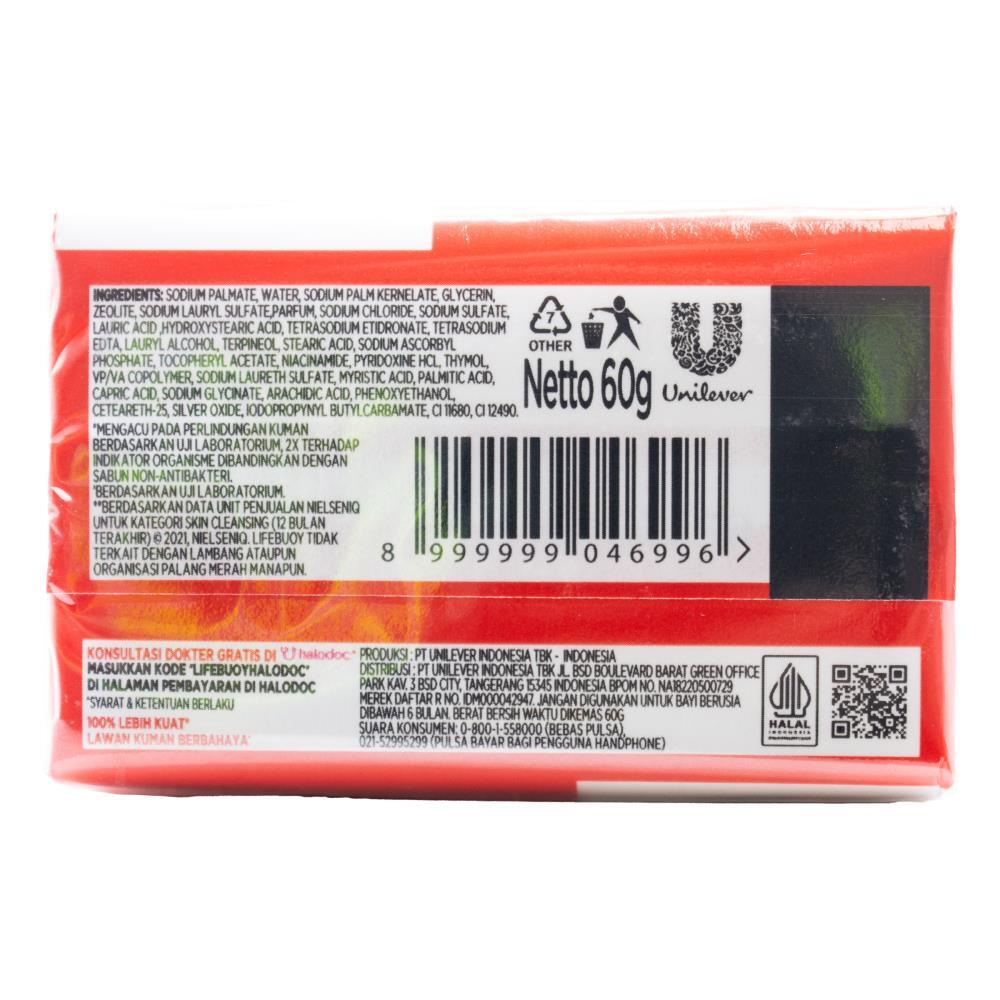 INGREDIENTS: SODIUM PALMATE, WATER, SODIUM PALM KERNELATE, GLYCERIN,
ZEOLITE, SODIUM LAURYL SULFATE,PARFUM, SODIUM CHLORIDE, SODIUM SULFATE,
LAURIC ACID ,HYDROXYSTEARIC ACID, TETRASODIUM ETIDRONATE, TETRASODIUM
EDTA, LAURYL ALCOHOL, TERPINEOL, STEARIC ACID, SODIUM ASCORBYL
PHOSPHATE, TOCOPHERYL ACETATE, NIACINAMIDE, PYRIDOXINE HCL, THYMOL,
VP/VA COPOLYMER, SODIUM LAURETH SULFATE, MYRISTIC ACID, PALMITIC ACID,
CAPRIC ACID, SODIUM GLYCINATE, ARACHIDIC ACID, PHENOXYETHANOL,
CETEARETH-25, SILVER OXIDE, IODOPROPYNYL BUTYLCARBAMATE, CI 11680, CI 12490.
*MENGACU PADA PERLINDUNGAN KUMAN
BERDASARKAN UJI LABORATORIUM, 2X TERHADAP
INDIKATOR ORGANISME DIBANDINGKAN DENGAN
SABUN NON-ANTIBAKTERI.
*BERDASARKAN UJI LABORATORIUM.
**BERDASARKAN DATA UNIT PENJUALAN NIELSENIQ
UNTUK KATEGORI SKIN CLEANSING (12 BULAN
TERAKHIR) © 2021, NIELSENIQ. LIFEBUOY TIDAK
TERKAIT DENGAN LAMBANG ATAUPUN
ORGANISASI PALANG MERAH MANAPUN.
7
OTHER
Netto 60g
Unilever
8 999999 046996 >
KONSULTASI DOKTER GRATIS DI halodoc*
MASUKKAN KODE "LIFEBUOYHALODOC"
DI HALAMAN PEMBAYARAN DI HALODOC
*SYARAT & KETENTUAN BERLAKU
100% LEBIH KUAT*
LAWAN KUMAN BERBAHAYA*
PRODUKSI : PT UNILEVER INDONESIA TBK - INDONESIA
DISTRIBUSI : PT UNILEVER INDONESIA TBK JL. BSD BOULEVARD BARAT GREEN OFFICE
PARK KAV. 3 BSD CITY, TANGERANG 15345 INDONESIA BPOM NO. NA18220500729
MEREK DAFTAR R NO. IDM000042947. JANGAN DIGUNAKAN UNTUK BAYI BERUSIA
DIBAWAH 6 BULAN. BERAT BERSIH WAKTU DIKEMAS 60G
SUARA KONSUMEN: 0-800-1-558000 (BEBAS PULSA),
021-52995299 (PULSA BAYAR BAGI PENGGUNA HANDPHONE)
HALAL
INDONESIA